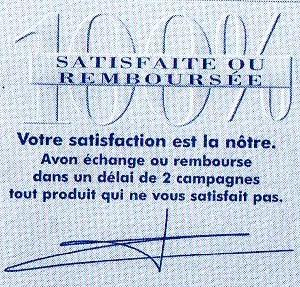 100%
SATISFAITE OU
REMBOURSÉE
Votre satisfaction est la nôtre.
Avon échange ou rembourse
dans un délai de 2 campagnes
tout produit qui ne vous satisfait pas.